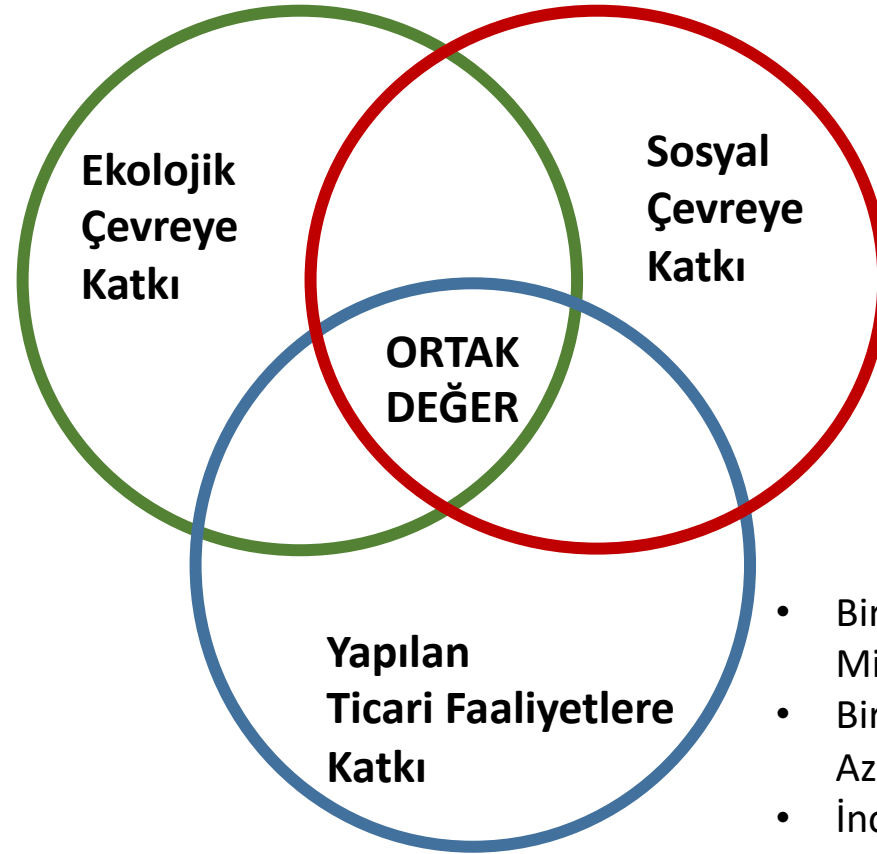 Ekolojik
Çevreye
Katkı
Sosyal
Çevreye
Katkı
ORTAK
DEĞER
Yapılan
Ticari Faaliyetlere
Katkı
•
•
•